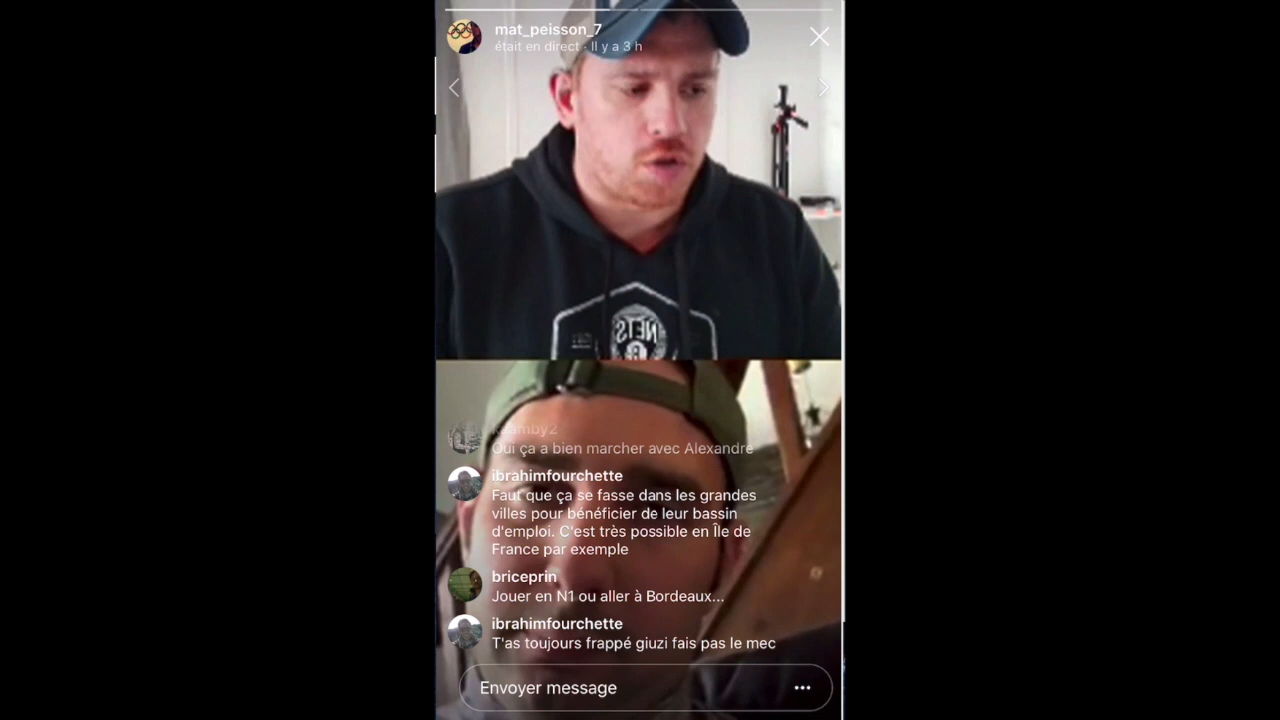 mat_peisson_7
était en direct · Il y a 3 h
NETS
Oui ça a bien marcher avec Alexandre
ibrahimfourchette
Faut que ça se fasse dans les grandes
villes pour bénéficier de leur bassin
d'emploi. C'est très possible en Île de
France par exemple
briceprin
Jouer en N1 ou aller à Bordeaux...
ibrahimfourchette
T'as toujours frappé giuzi fais pas le mec
Envoyer message